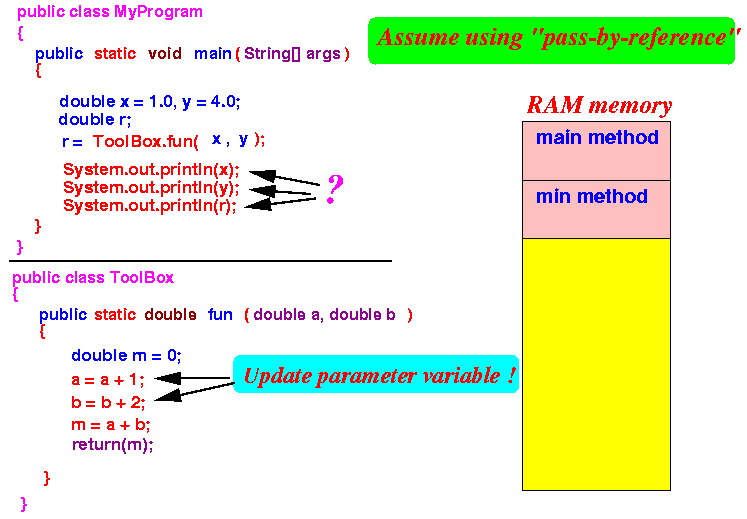 public class MyProgram
{
public static void main ( String[] args )
{
double x = 1.0, y = 4.0;
double r;
r = ToolBox.fun( x , y );
System.out.println(x);
System.out.println(y);
System.out.println(r);
?
}
}
public class ToolBox
{
public static double fun ( double a, double b )
{
double m = 0;
a = a + 1;
b = b + 2;
m = a + b;
return(m);
}
}
Update parameter variable !
Assume using "pass-by-reference"
RAM memory
main method
min method